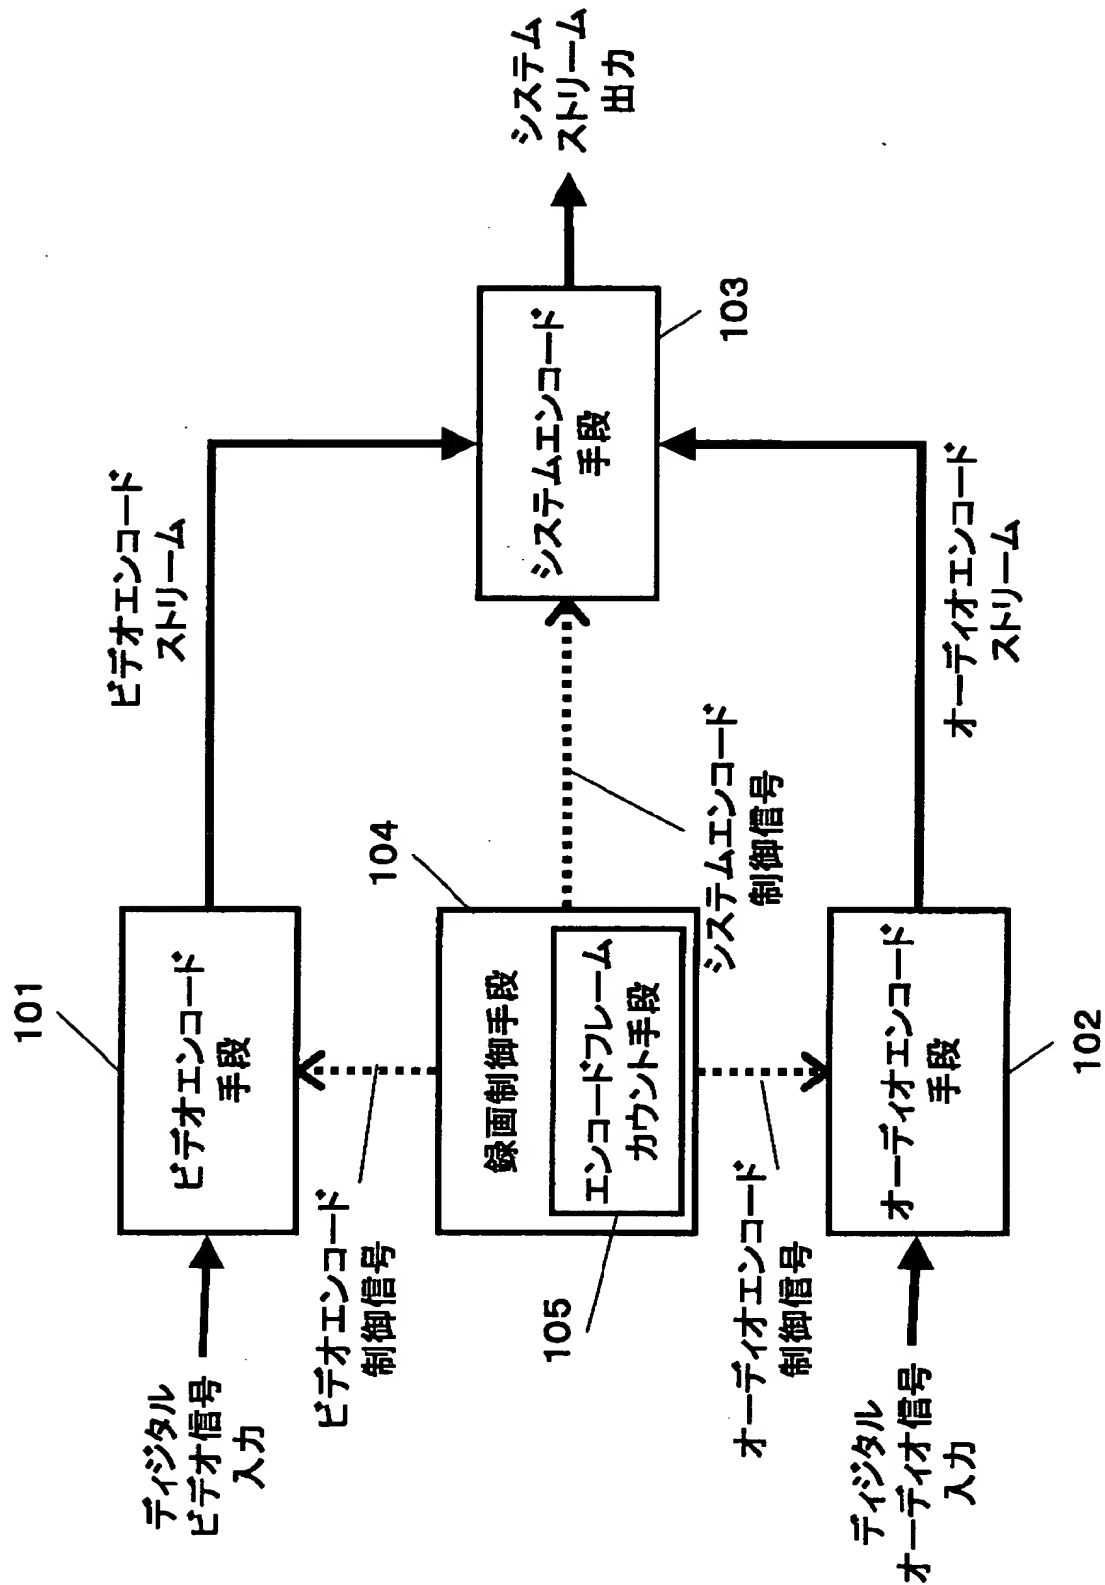 ディジタル
ビデオ信号
入力
101
ビデオエンコード
手段
ビデオエンコード
ストリーム
ビデオエンコード
制御信号
104
録画制御手段
エンコードフレーム
カウント手段
105
システムエンコード
制御信号
システムエンコード
手段
103
システム
ストリーム
出力
オーディオエンコード
制御信号
ディジタル
オーディオ信号
入力
オーディオエンコード
手段
102
オーディオエンコード
ストリーム